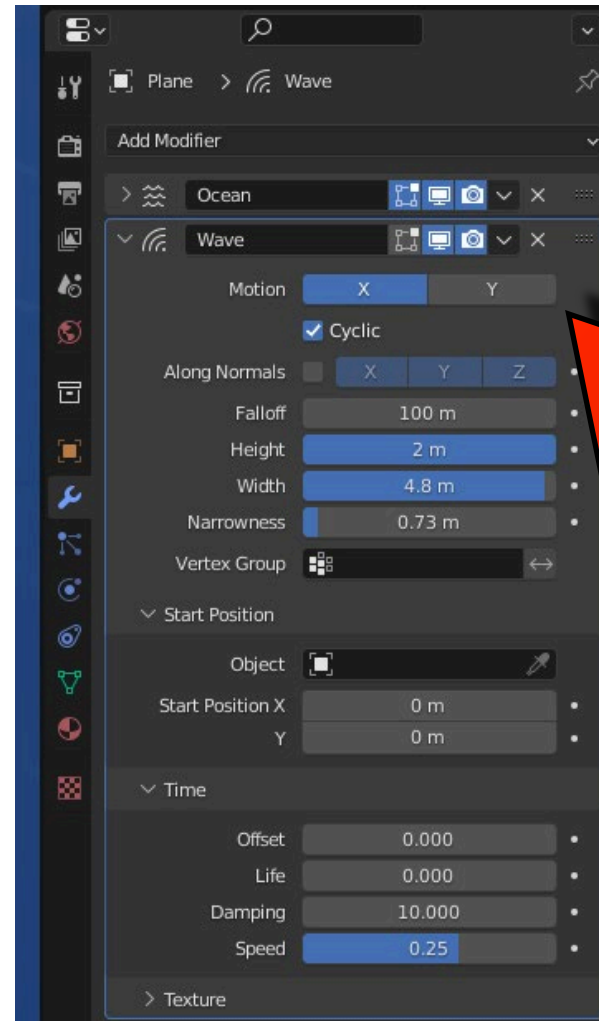 Plane > Wave
Add Modifier
Ocean
Wave
Motion X Y
Cyclic
Along Normals X Y Z
Falloff 100 m
Height 2 m
Width 4.8 m
Narrowness 0.73 m
Vertex Group
Start Position
Object
Start Position X 0 m
Y 0 m
Time
Offset 0.000
Life 0.000
Damping 10.000
Speed 0.25
Texture